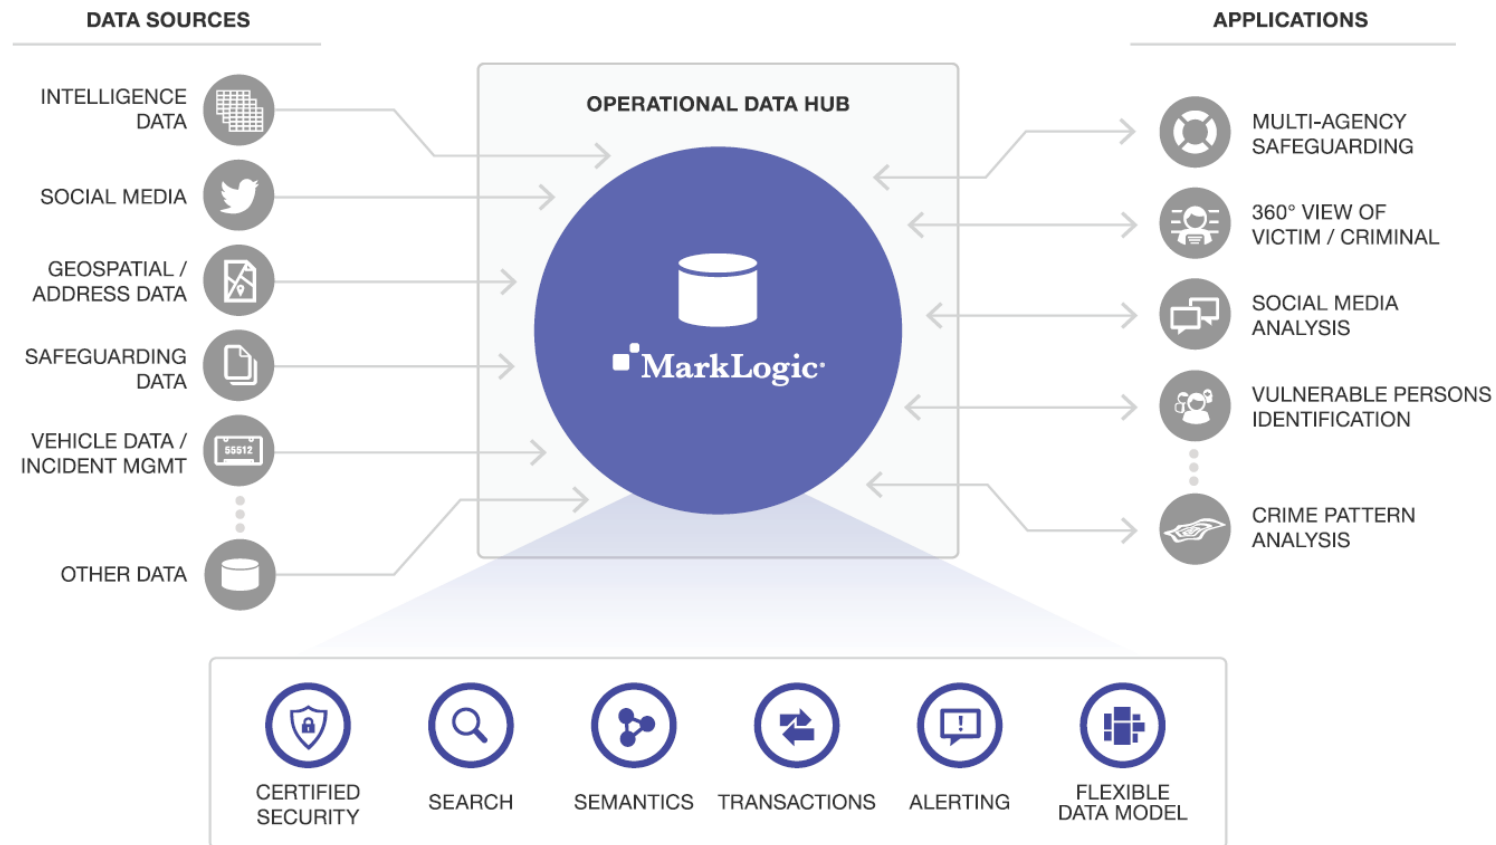 DATA SOURCES
INTELLIGENCE
DATA
SOCIAL MEDIA
GEOSPATIAL /
ADDRESS DATA
SAFEGUARDING
DATA
VEHICLE DATA /
INCIDENT MGMT
55512
OTHER DATA
OPERATIONAL DATA HUB
MarkLogic®
APPLICATIONS
MULTI-AGENCY
SAFEGUARDING
360° VIEW OF
VICTIM / CRIMINAL
SOCIAL MEDIA
ANALYSIS
VULNERABLE PERSONS
IDENTIFICATION
CRIME PATTERN
ANALYSIS
CERTIFIED
SECURITY
SEARCH
SEMANTICS
TRANSACTIONS
ALERTING
FLEXIBLE
DATA MODEL